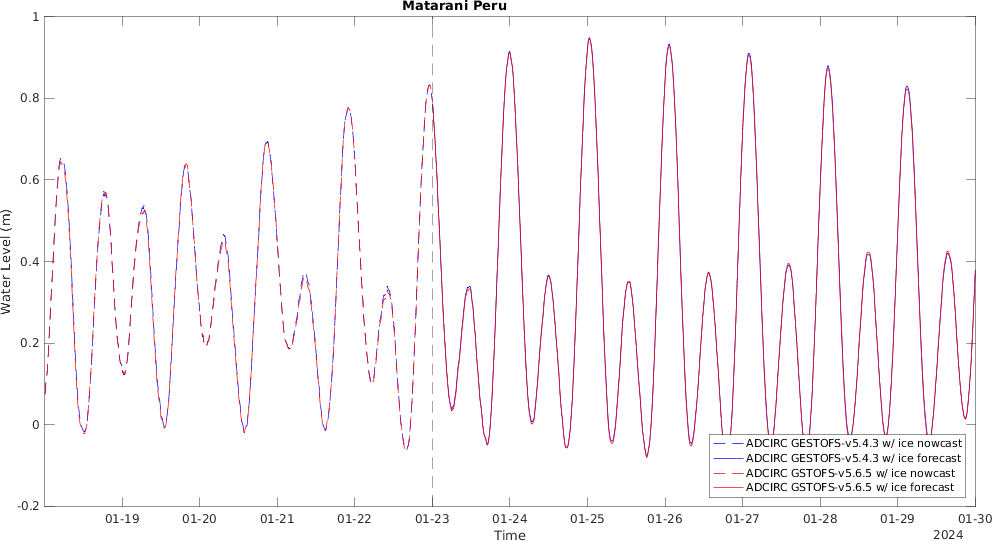 Matarani Peru
1
0.8
0.6
0.4
0.2
0
-0.2
Water Level (m)
ADCIRC GESTOFS-v5.4.3 w/ ice nowcast
ADCIRC GESTOFS-v5.4.3 w/ ice forecast
ADCIRC GSTOFS-v5.6.5 w/ ice nowcast
ADCIRC GSTOFS-v5.6.5 w/ ice forecast
01-19 01-20 01-21 01-22 01-23 01-24 01-25 01-26 01-27 01-28 01-29 01-30
Time
2024